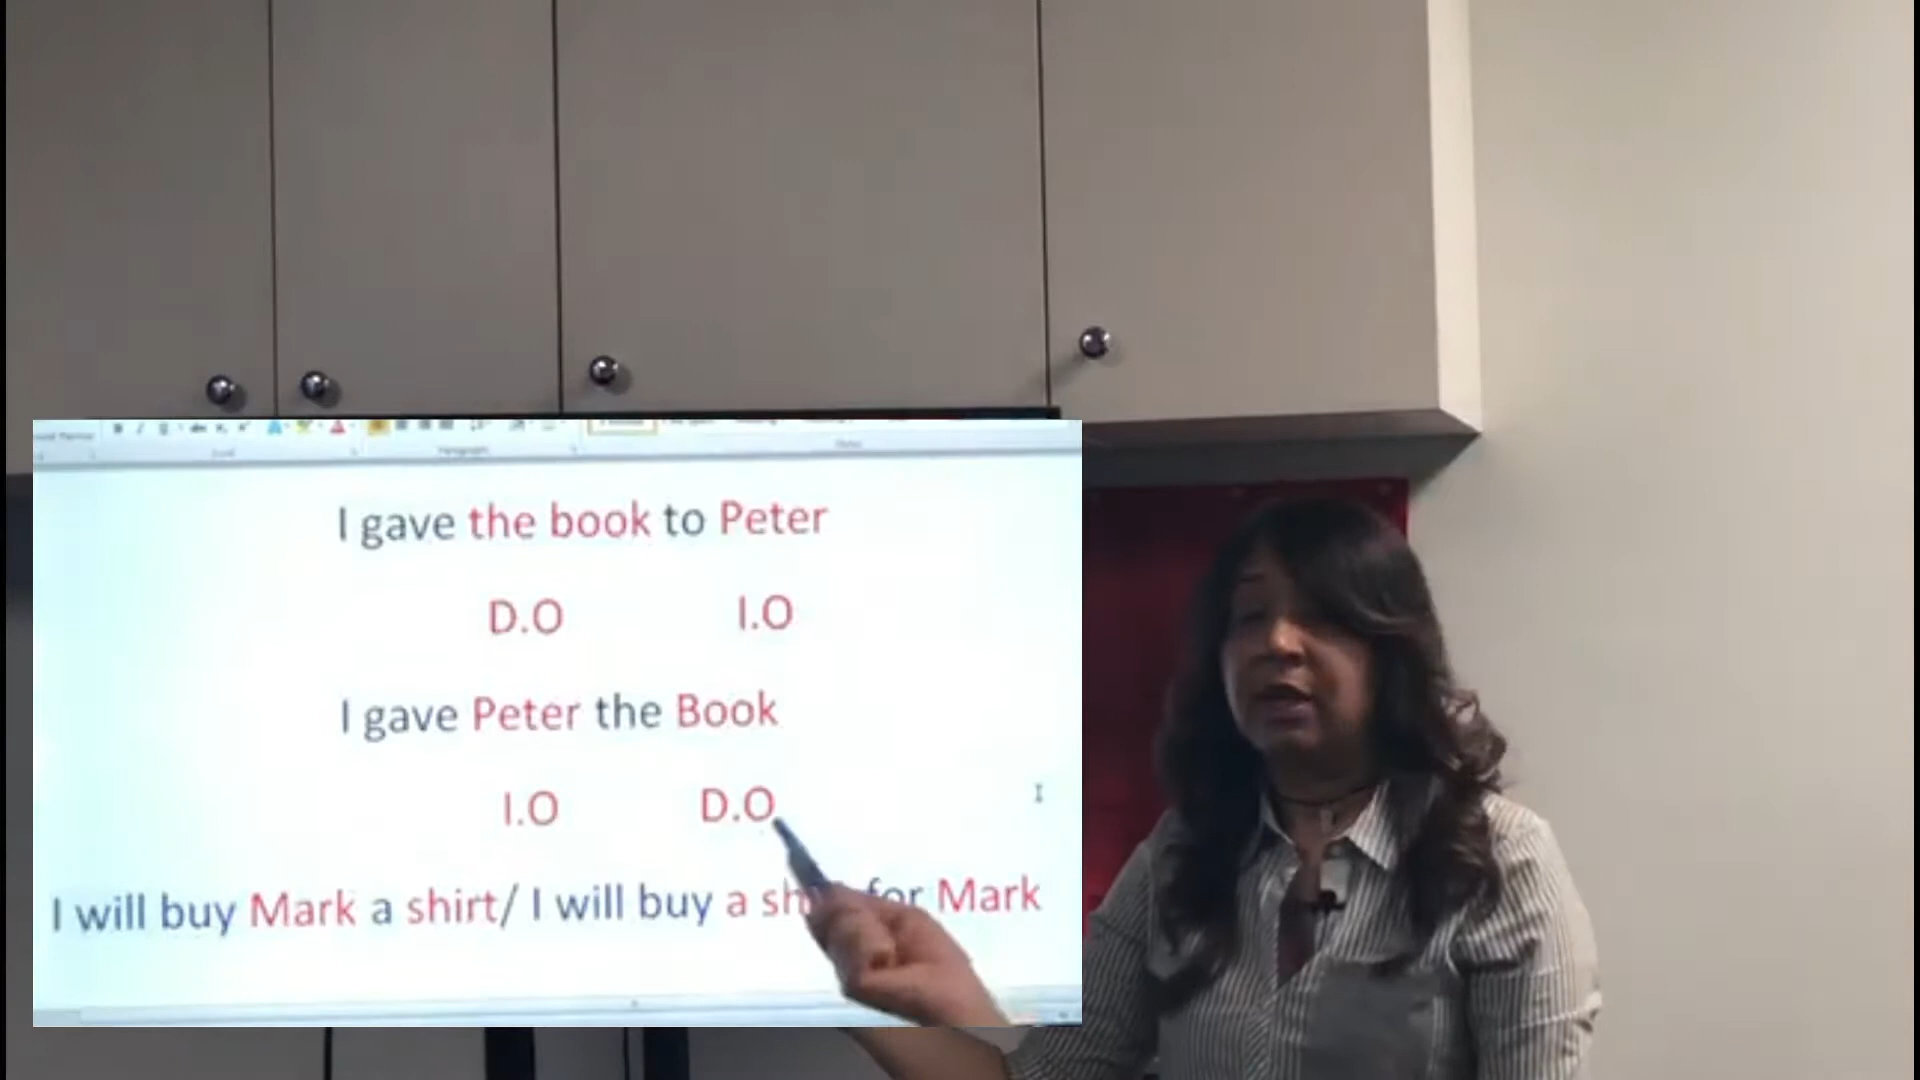 I gave the book to Peter
D.O I.O
I gave Peter the Book
I.O D.O
I will buy Mark a shirt/ I will buy a for Mark